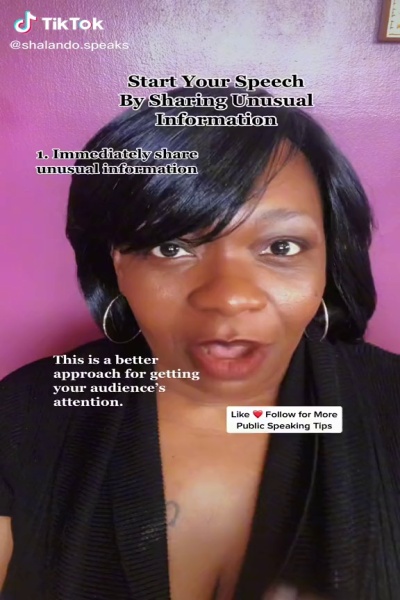 TikTok
@shalando.speaks
Start Your Speech
By Sharing Unusual
Information
1. Immediately share
unusual information
This is a better
approach for getting
your audience's
attention.
Like ❤️ Follow for More
Public Speaking Tips